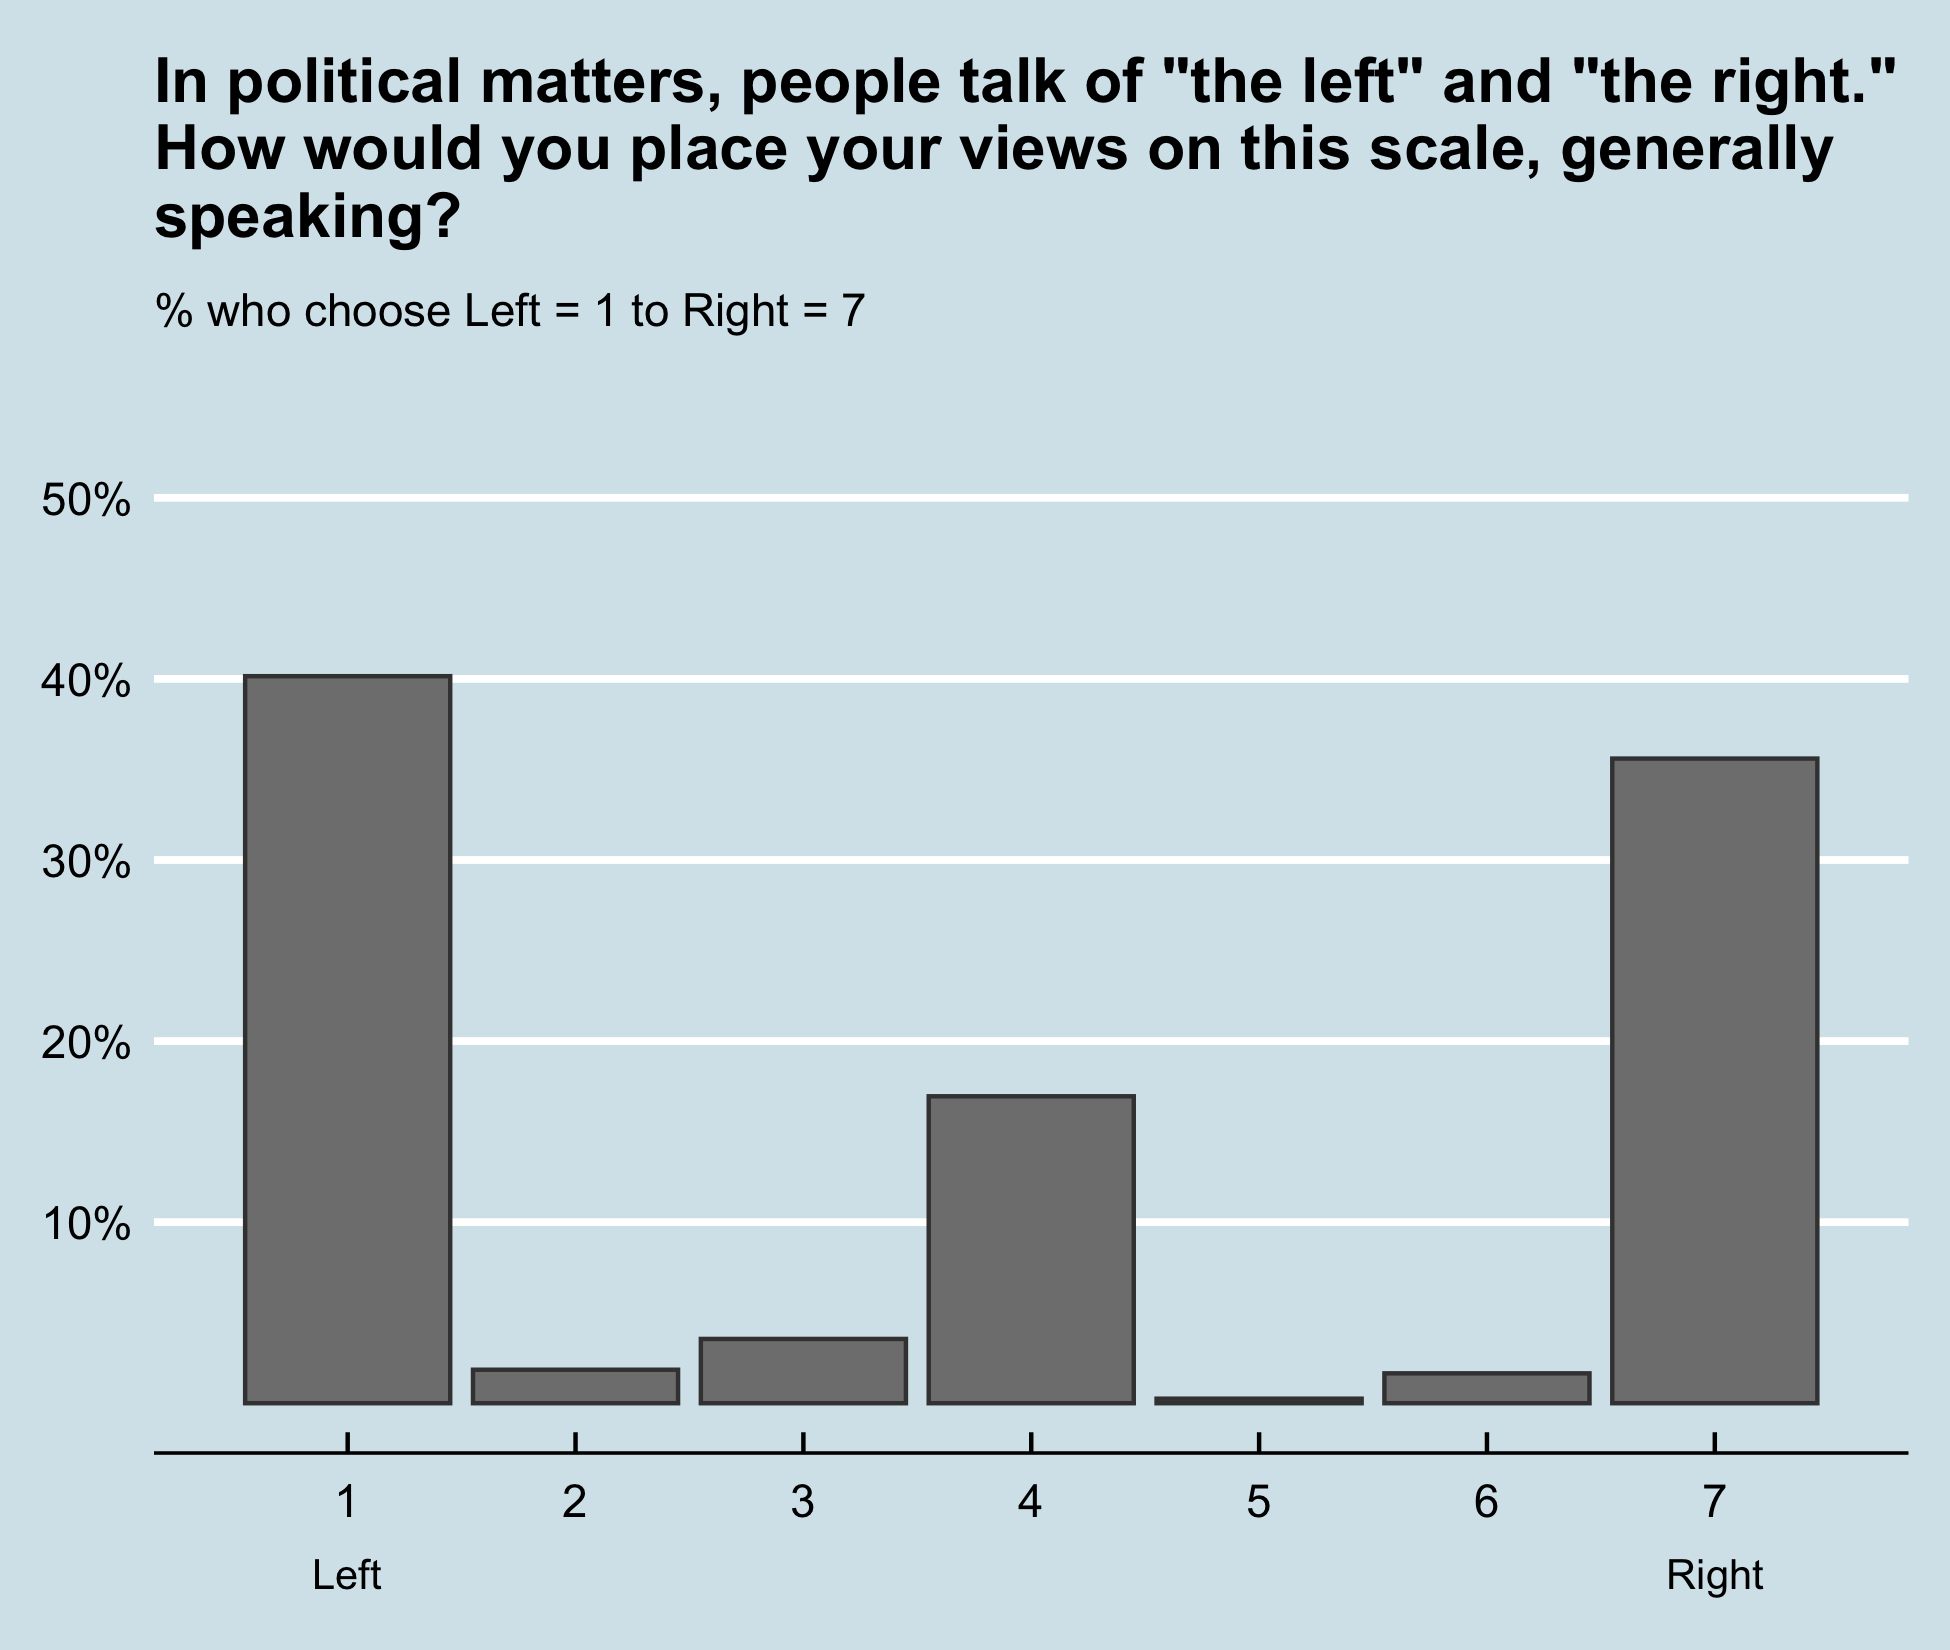 In political matters, people talk of "the left" and "the right."
How would you place your views on this scale, generally
speaking?
% who choose Left = 1 to Right = 7
50%
40%
30%
20%
10%
1 2 3 4 5 6 7
Left Right